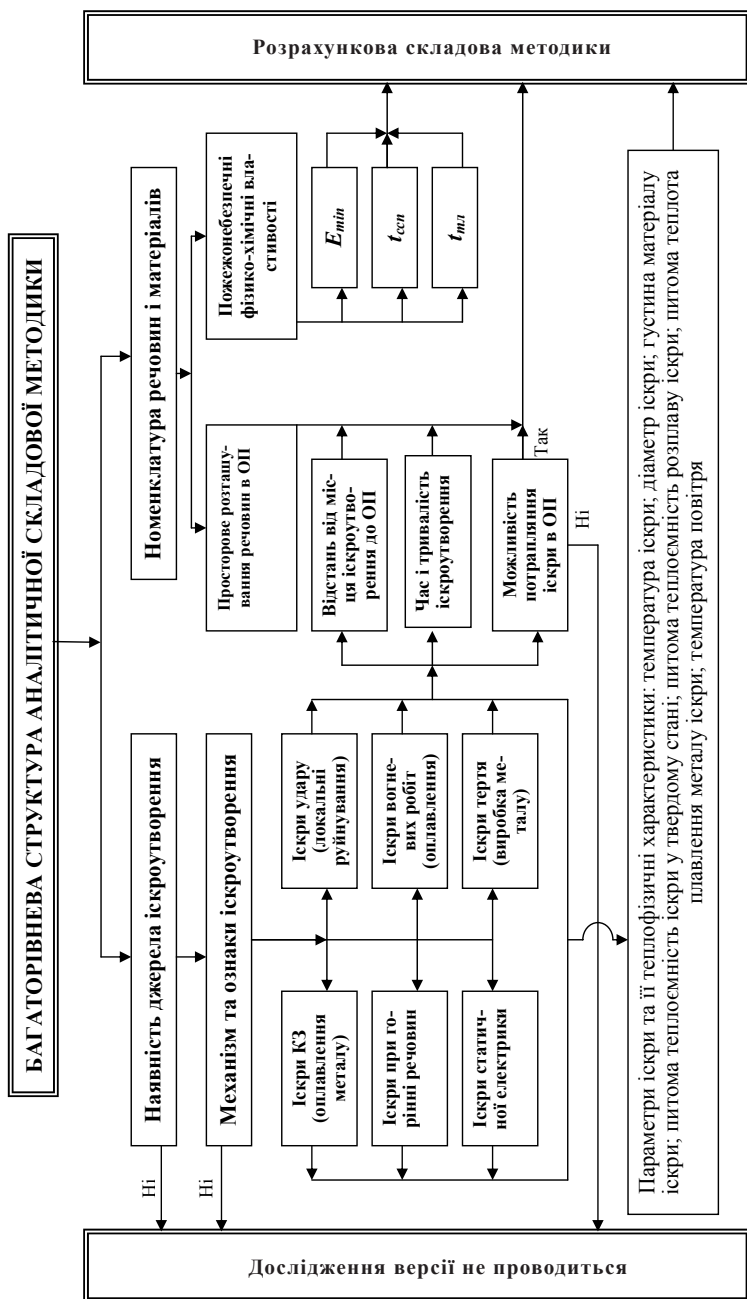 БАГАТОРІВНЕВА СТРУКТУРА АНАЛІТИЧНОЇ СКЛАДОВОЇ МЕТОДИКИ
Наявність джерела іскроутворення
Номенклатура речовин і матеріалів
Ні
Механізм та ознаки іскроутворення
Ні
Просторове розташу-
вання речовин в ОП
Пожежонебезпечні
фізико-хімічні вла-
стивості
Іскри КЗ
(оплавлення
металу)
Іскри удару
(локальні
руйнування)
Відстань від міс-
ця іскроутво-
рення до ОП
Emin
Іскри при го-
рінні речовин
Іскри вогне-
вих робіт
(оплавлення)
Час і тривалість
іскроутворення
tссп
Іскри статич-
ної електрики
Іскри тертя
(виробка ме-
талу)
Можливість
потрапляння
іскри в ОП
tтл
Так
Ні
Параметри іскри та її теплофізичні характеристики: температура іскри; діаметр іскри; густина матеріалу
іскри; питома теплоємність іскри у твердому стані; питома теплоємність розплаву іскри; питома теплота
плавлення металу іскри; температура повітря
Дослідження версії не проводиться
Розрахункова складова методики